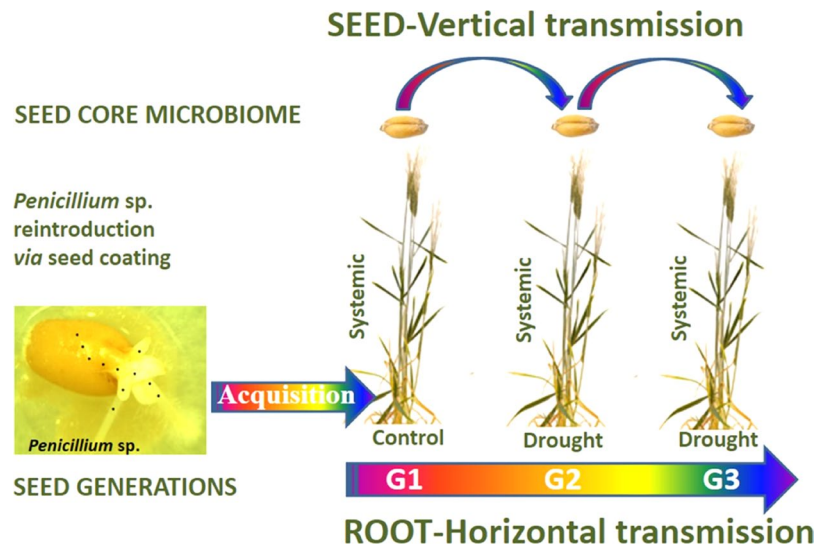 SEED-Vertical transmission
SEED CORE MICROBIOME
Penicillium sp.
reintroduction
via seed coating
Systemic
Systemic
Systemic
Acquisition
Penicillium sp.
Control
Drought
Drought
SEED GENERATIONS
G1
G2
G3
ROOT-Horizontal transmission